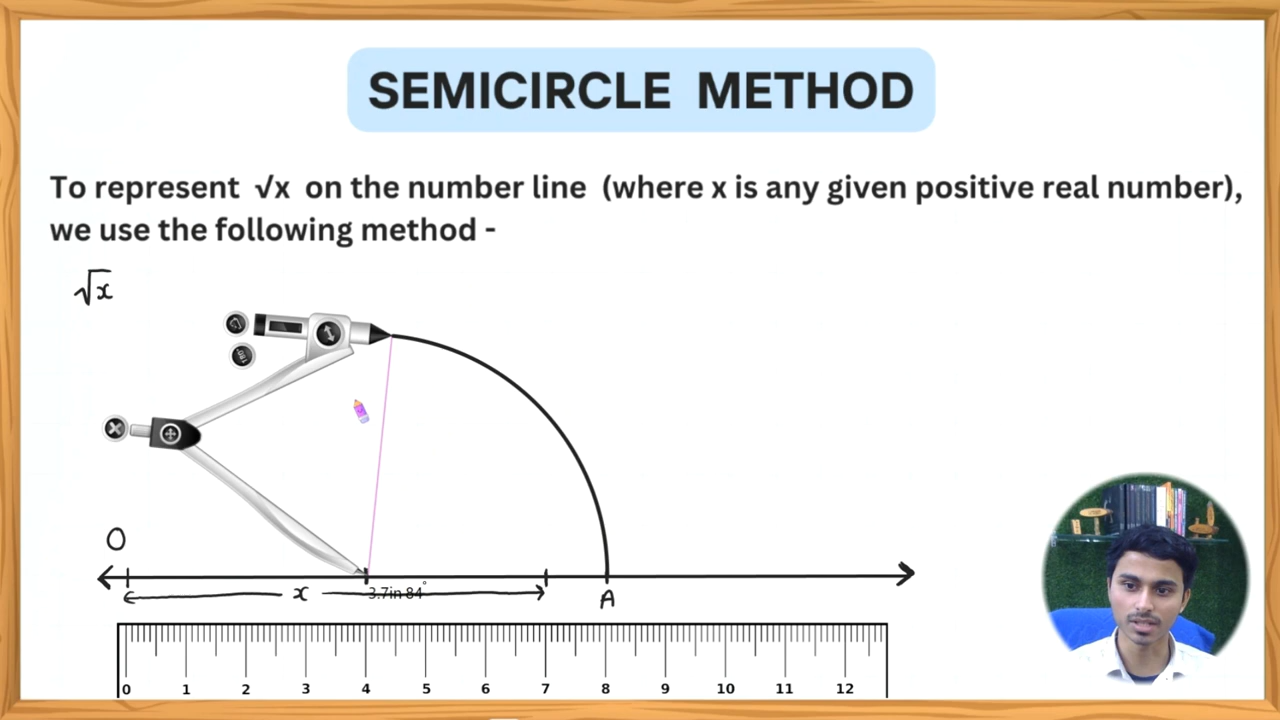 SEMICIRCLE METHOD
To represent √x on the number line (where x is any given positive real number),
we use the following method -
√x
180°
O
x
3.7in 84°
A
0 1 2 3 4 5 6 7 8 9 10 11 12